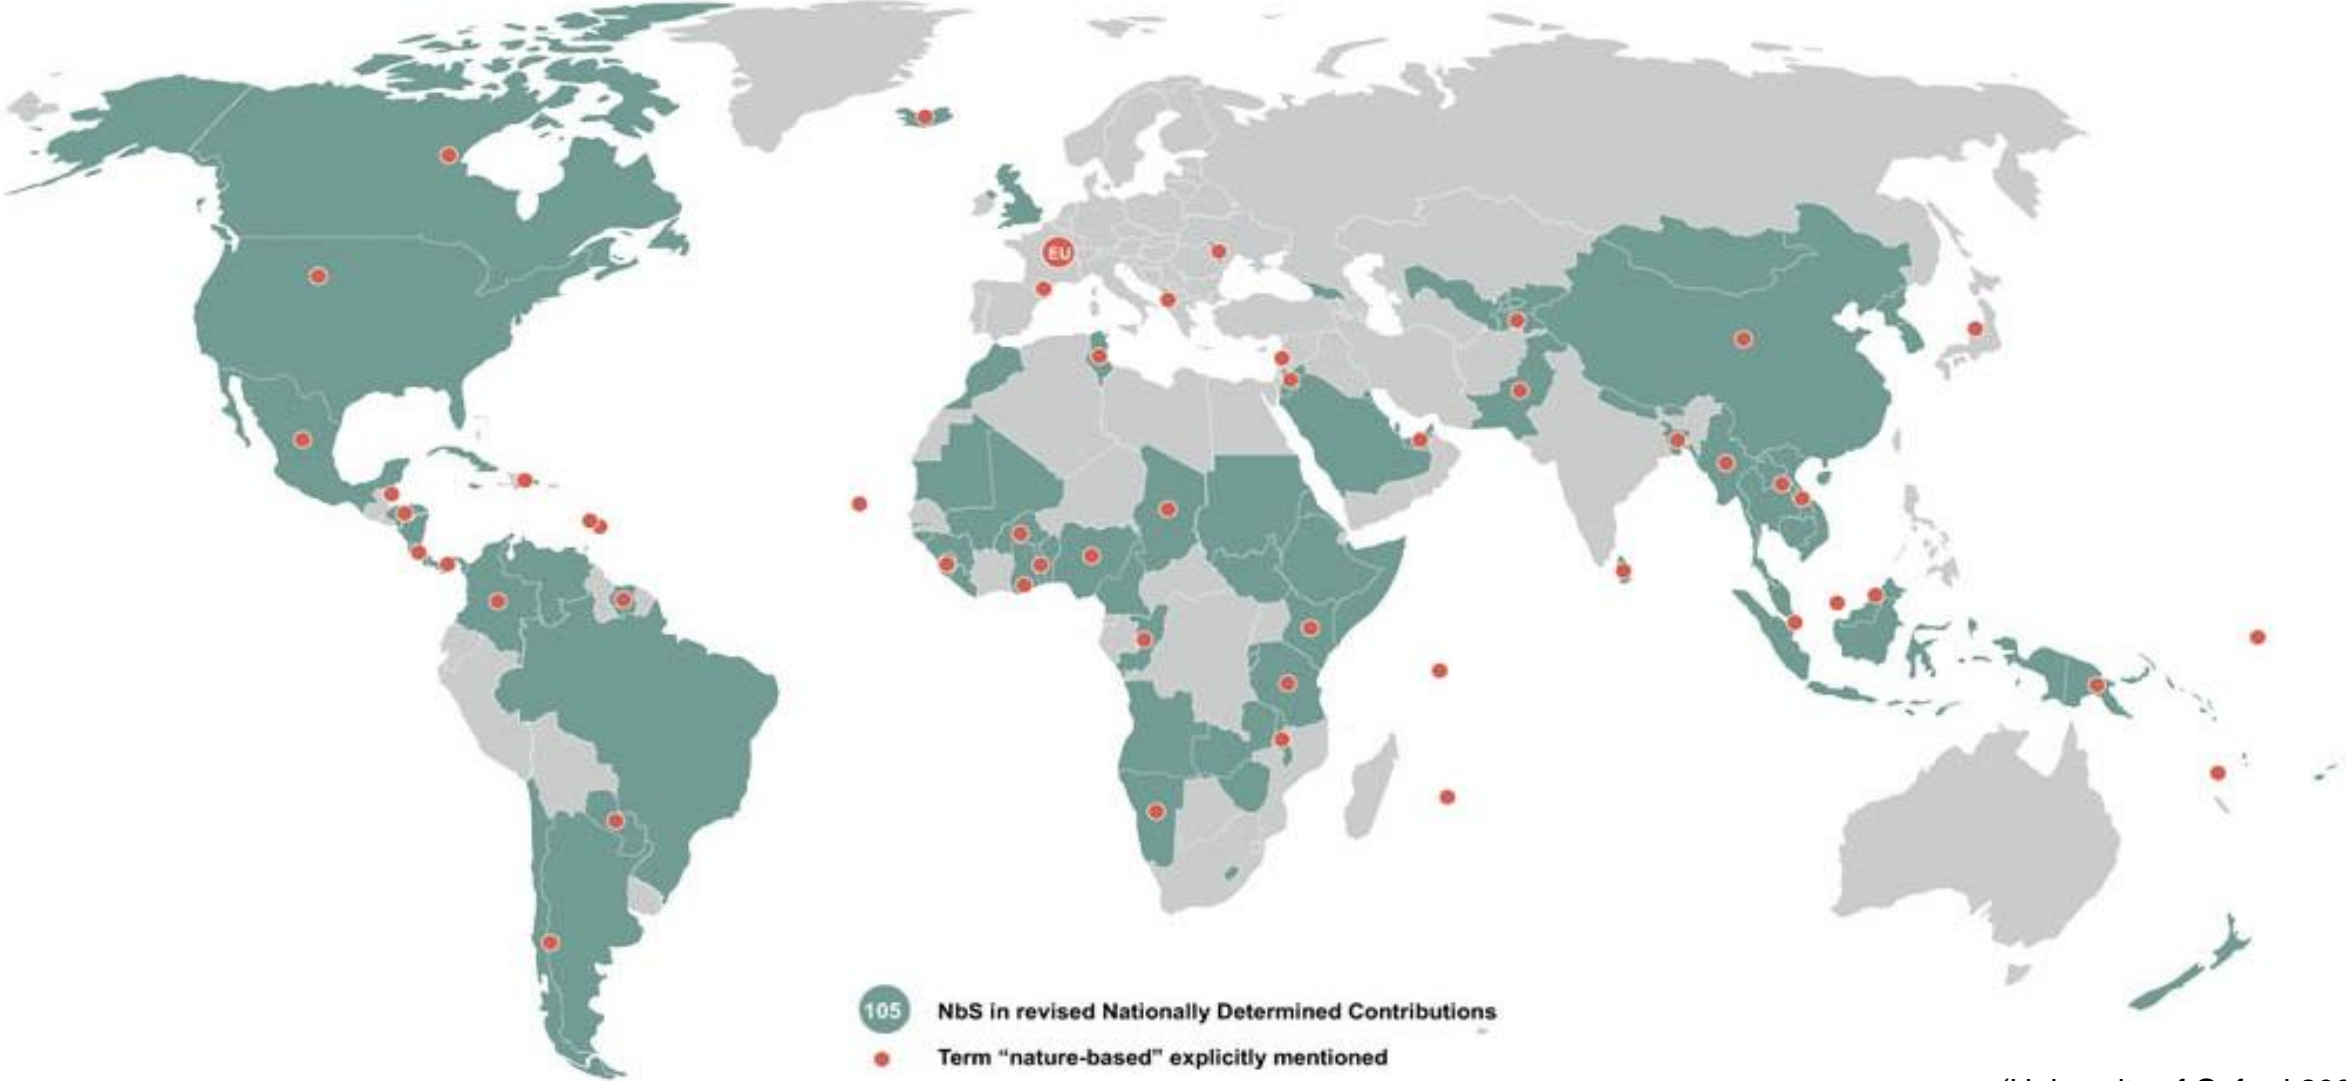 EU
105 NbS in revised Nationally Determined Contributions
Term “nature-based” explicitly mentioned